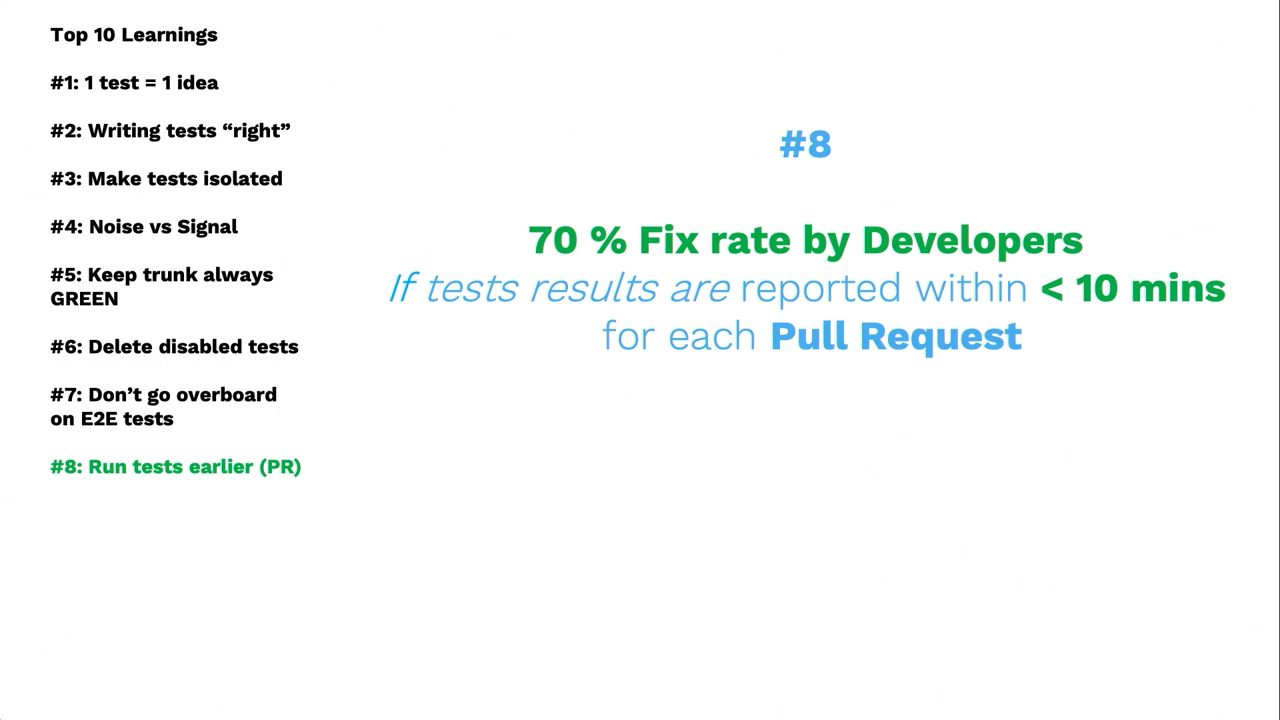 Top 10 Learnings
#1: 1 test = 1 idea
#2: Writing tests “right”
#3: Make tests isolated
#4: Noise vs Signal
#5: Keep trunk always
GREEN
#6: Delete disabled tests
#7: Don’t go overboard
on E2E tests
#8: Run tests earlier (PR)
#8
70 % Fix rate by Developers
If tests results are reported within < 10 mins
for each Pull Request